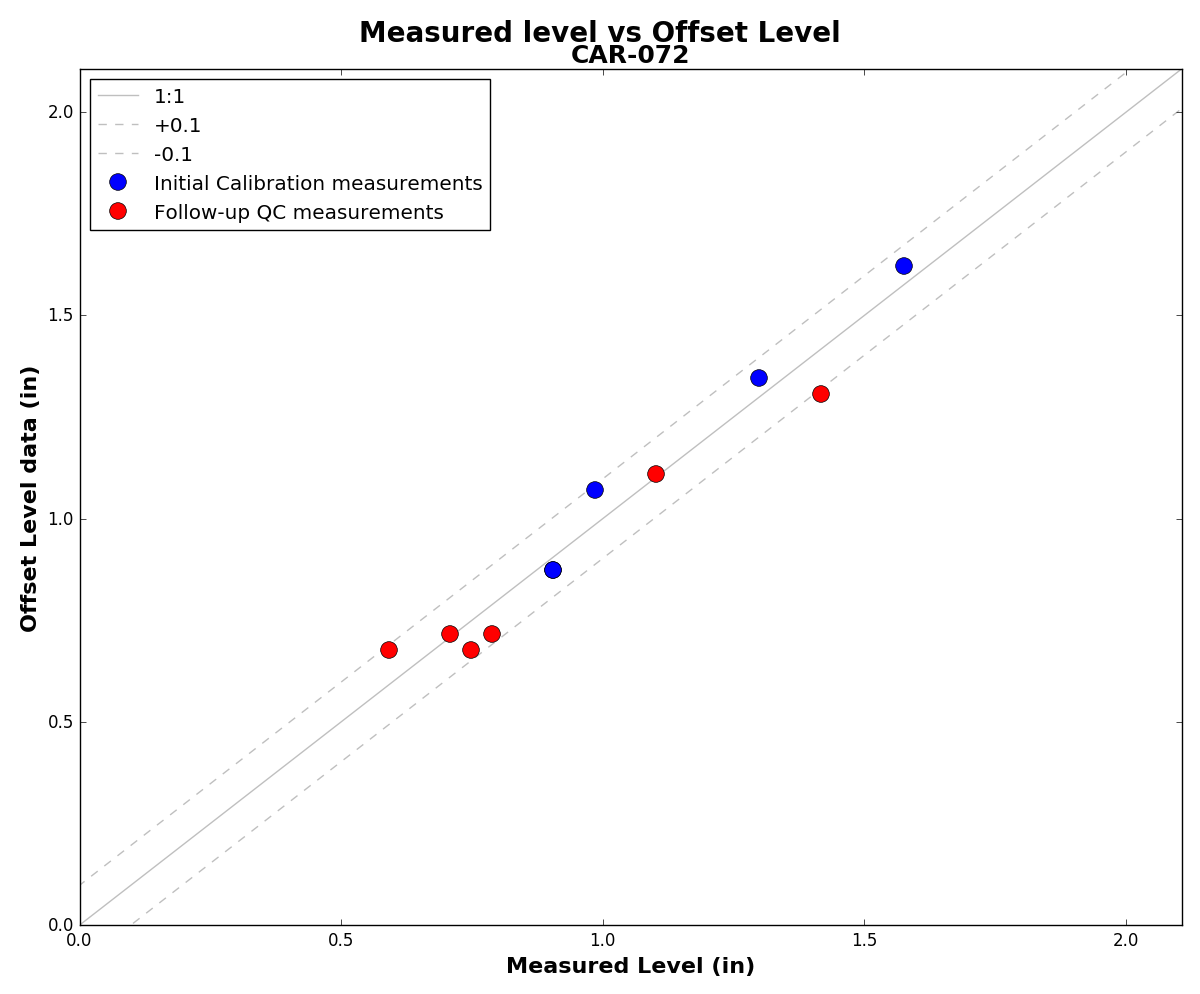 Measured level vs Offset Level
CAR-072
1:1
+0.1
-0.1
Initial Calibration measurements
Follow-up QC measurements
2.0
1.5
1.0
0.5
0.0
Offset Level data (in)
0.0 0.5 1.0 1.5 2.0
Measured Level (in)